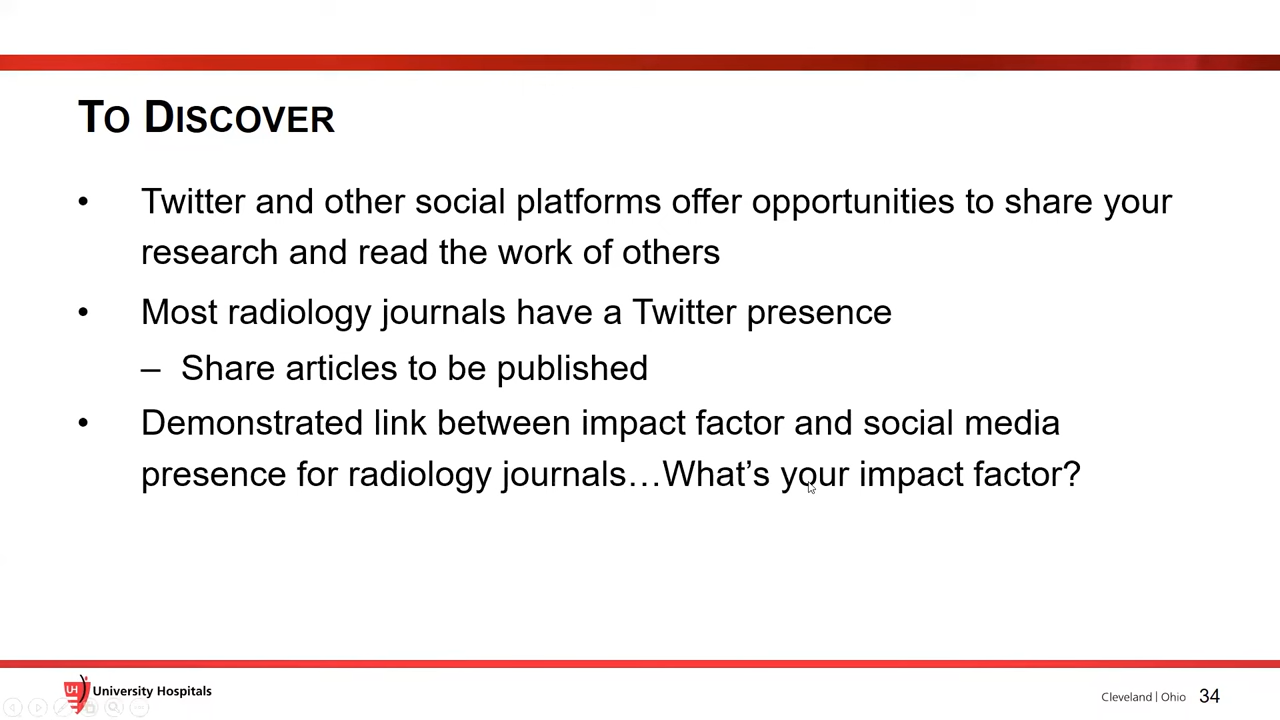 TO DISCOVER
• Twitter and other social platforms offer opportunities to share your
research and read the work of others
• Most radiology journals have a Twitter presence
– Share articles to be published
• Demonstrated link between impact factor and social media
presence for radiology journals…What’s your impact factor?
UH University Hospitals
Cleveland | Ohio 34